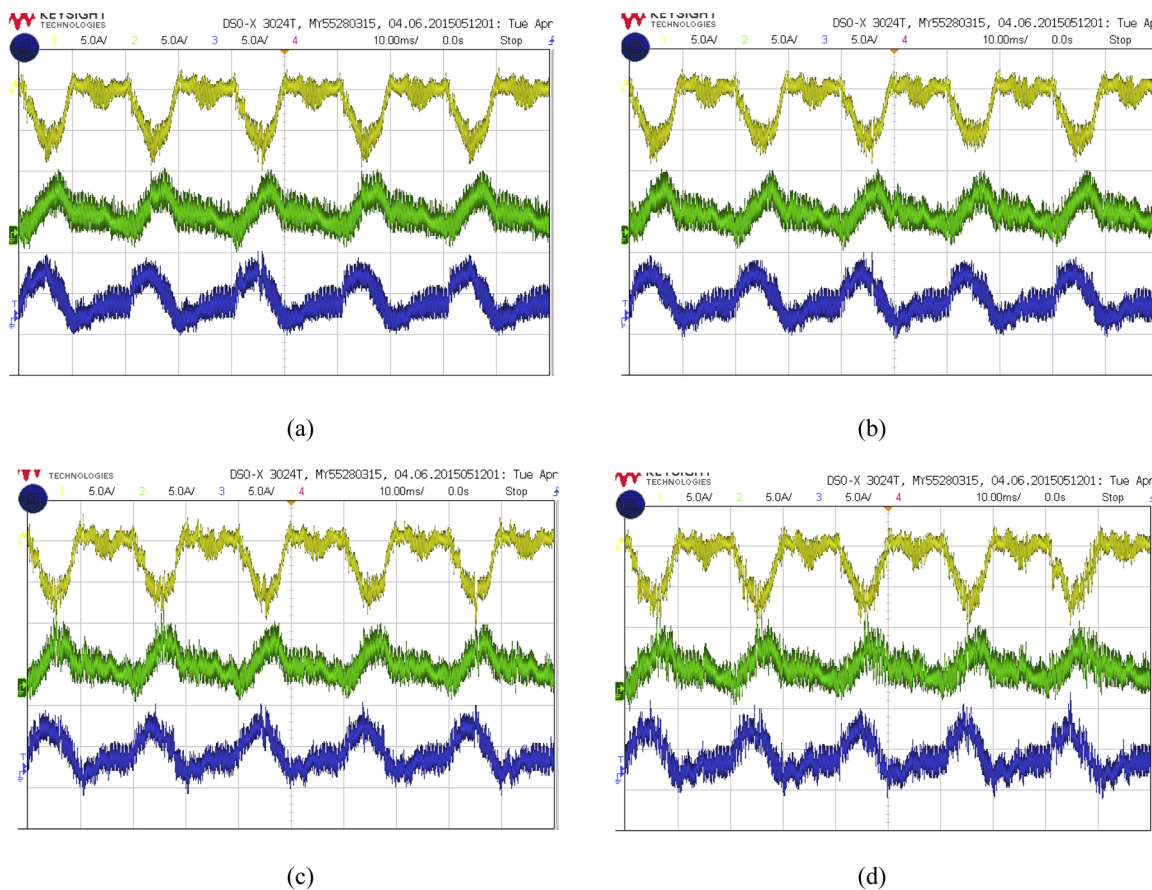 KEYSIGHT
TECHNOLOGIES
DSO-X 3024T, MY55280315, 04.06.2015051201: Tue Apr
1 5.0A/ 2 5.0A/ 3 5.0A/ 4 10.00ms/ 0.0s Stop
KEYSIGHT
TECHNOLOGIES
DSO-X 3024T, MY55280315, 04.06.2015051201: Tue Apr
1 5.0A/ 2 5.0A/ 3 5.0A/ 4 10.00ms/ 0.0s Stop
(a)
(b)
TECHNOLOGIES
DSO-X 3024T, MY55280315, 04.06.2015051201: Tue Apr
1 5.0A/ 2 5.0A/ 3 5.0A/ 4 10.00ms/ 0.0s Stop
KEYSIGHT
TECHNOLOGIES
DSO-X 3024T, MY55280315, 04.06.2015051201: Tue Apr
1 5.0A/ 2 5.0A/ 3 5.0A/ 4 10.00ms/ 0.0s Stop
(c)
(d)